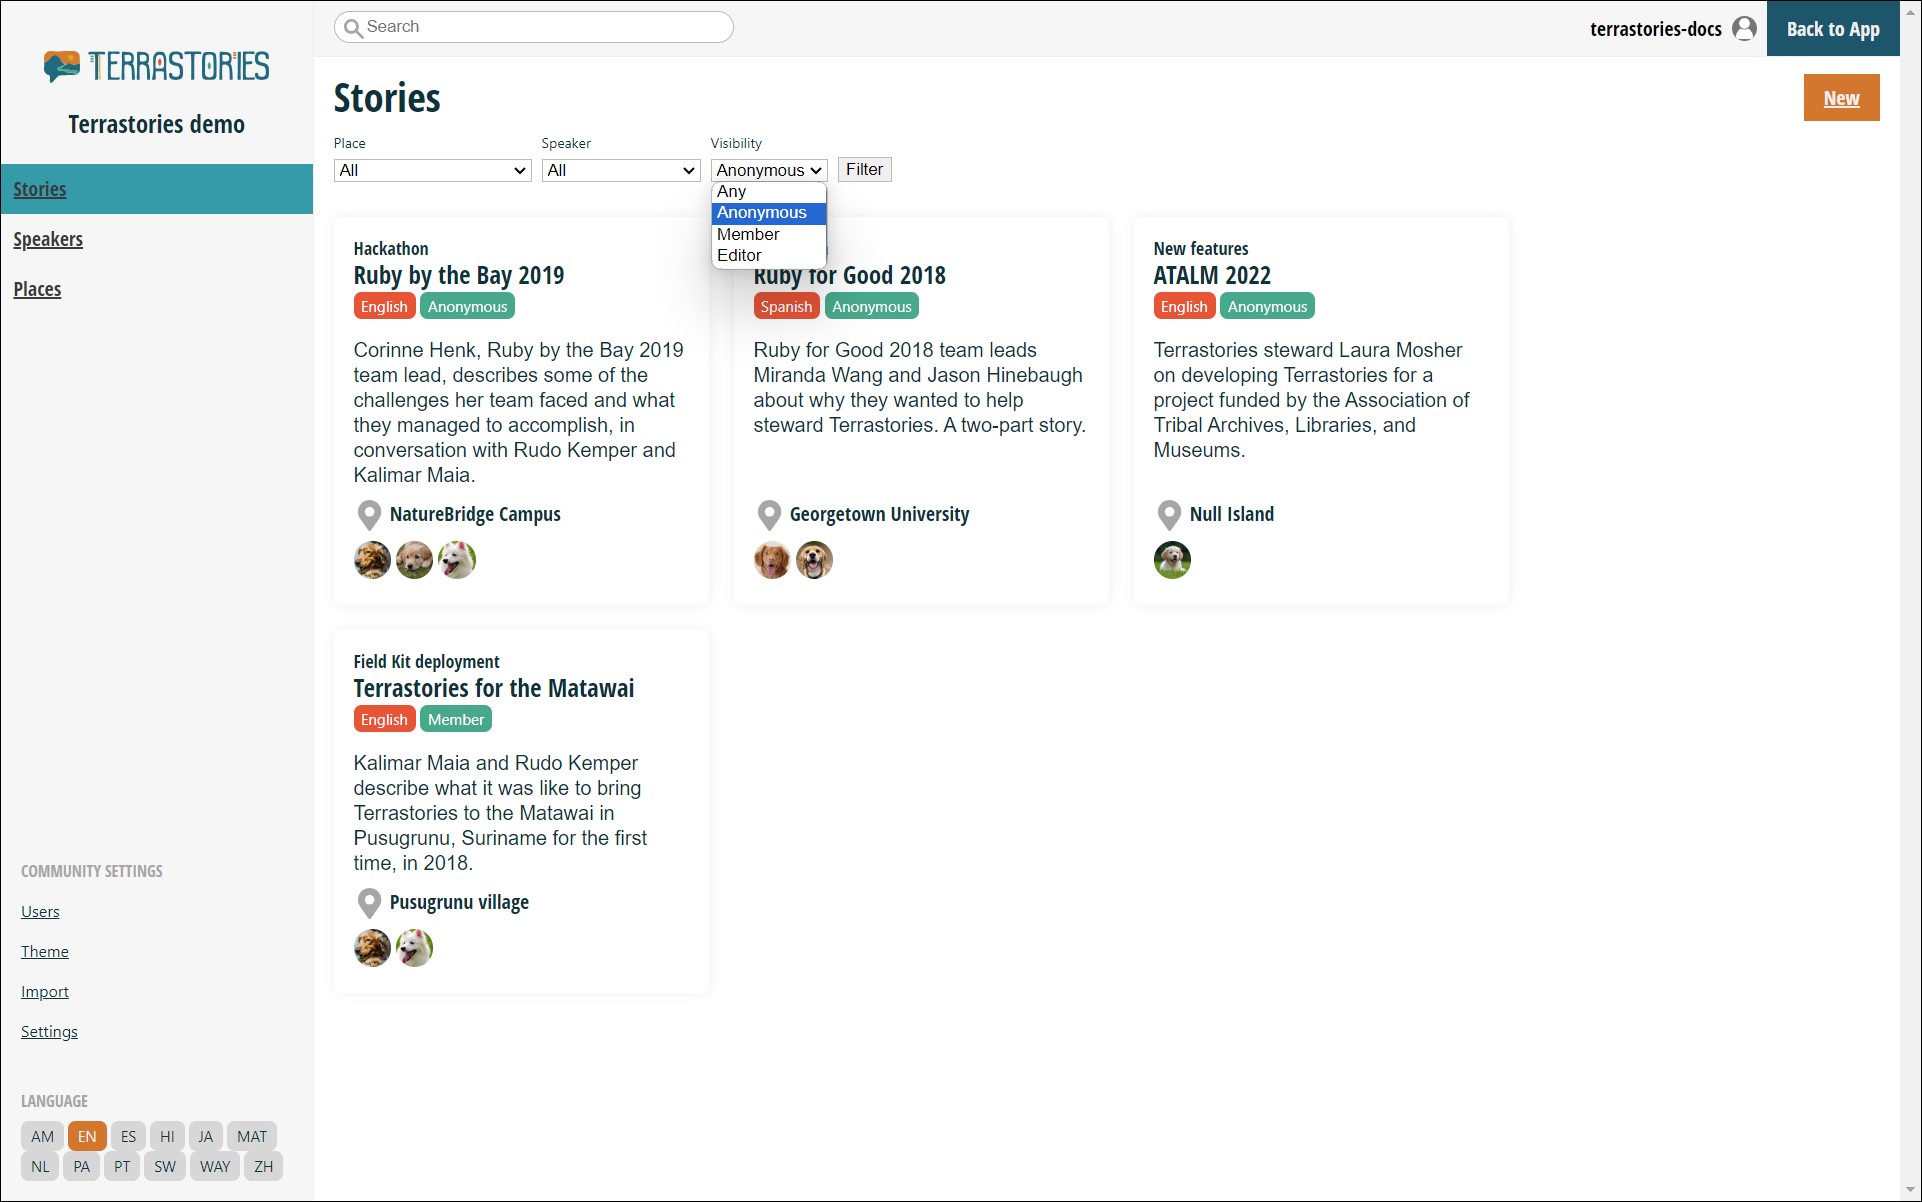 TERRASTORIES
Terrastories demo
Stories
Speakers
Places
COMMUNITY SETTINGS
Users
Theme
Import
Settings
LANGUAGE
AM EN ES HI JA MAT
NL PA PT SW WAY ZH
Search
terrastories-docs
Back to App
Stories
New
Place
Speaker
Visibility
All
All
Anonymous
Filter
Any
Anonymous
Member
Editor
Hackathon
Ruby by the Bay 2019
English Anonymous
Corinne Henk, Ruby by the Bay 2019
team lead, describes some of the
challenges her team faced and what
they managed to accomplish, in
conversation with Rudo Kemper and
Kalimar Maia.
NatureBridge Campus
Ruby for Good 2018
Spanish Anonymous
Ruby for Good 2018 team leads
Miranda Wang and Jason Hinebaugh
about why they wanted to help
steward Terrastories. A two-part story.
Georgetown University
New features
ATALM 2022
English Anonymous
Terrastories steward Laura Mosher
on developing Terrastories for a
project funded by the Association of
Tribal Archives, Libraries, and
Museums.
Null Island
Field Kit deployment
Terrastories for the Matawai
English Member
Kalimar Maia and Rudo Kemper
describe what it was like to bring
Terrastories to the Matawai in
Pusugrunu, Suriname for the first
time, in 2018.
Pusugrunu village